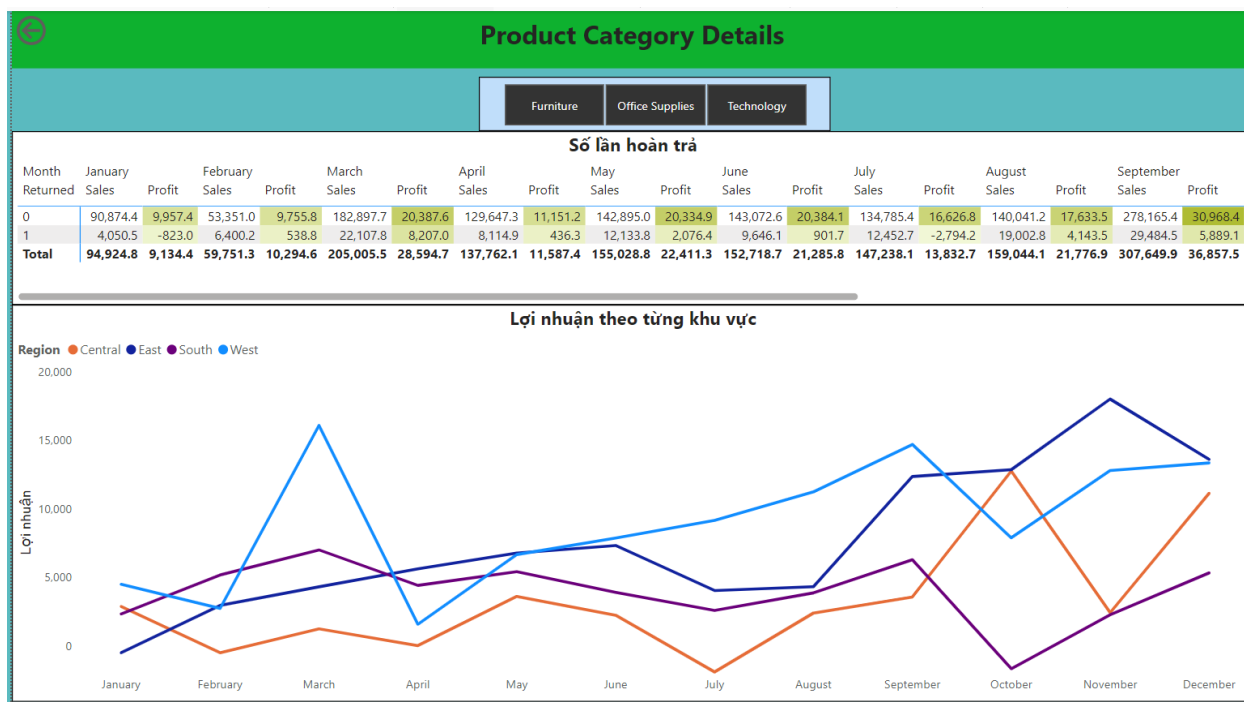 Product Category Details
Furniture Office Supplies Technology
Số lần hoàn trả
Month January February March April May June July August September
Returned Sales Profit Sales Profit Sales Profit Sales Profit Sales Profit Sales Profit Sales Profit Sales Profit Sales Profit
0 90,874.4 9,957.4 53,351.0 9,755.8 182,897.7 20,387.6 129,647.3 11,151.2 142,895.0 20,334.9 143,072.6 20,384.1 134,785.4 16,626.8 140,041.2 17,633.5 278,165.4 30,968.4
1 4,050.5 -823.0 6,400.2 538.8 22,107.8 8,207.0 8,114.9 436.3 12,133.8 2,076.4 9,646.1 901.7 12,452.7 -2,794.2 19,002.8 4,143.5 29,484.5 5,889.1
Total 94,924.8 9,134.4 59,751.3 10,294.6 205,005.5 28,594.7 137,762.1 11,587.4 155,028.8 22,411.3 152,718.7 21,285.8 147,238.1 13,832.7 159,044.1 21,776.9 307,649.9 36,857.5
Lợi nhuận theo từng khu vực
Region Central East South West
20,000
15,000
10,000
5,000
0
Lợi nhuận
January February March April May June July August September October November December